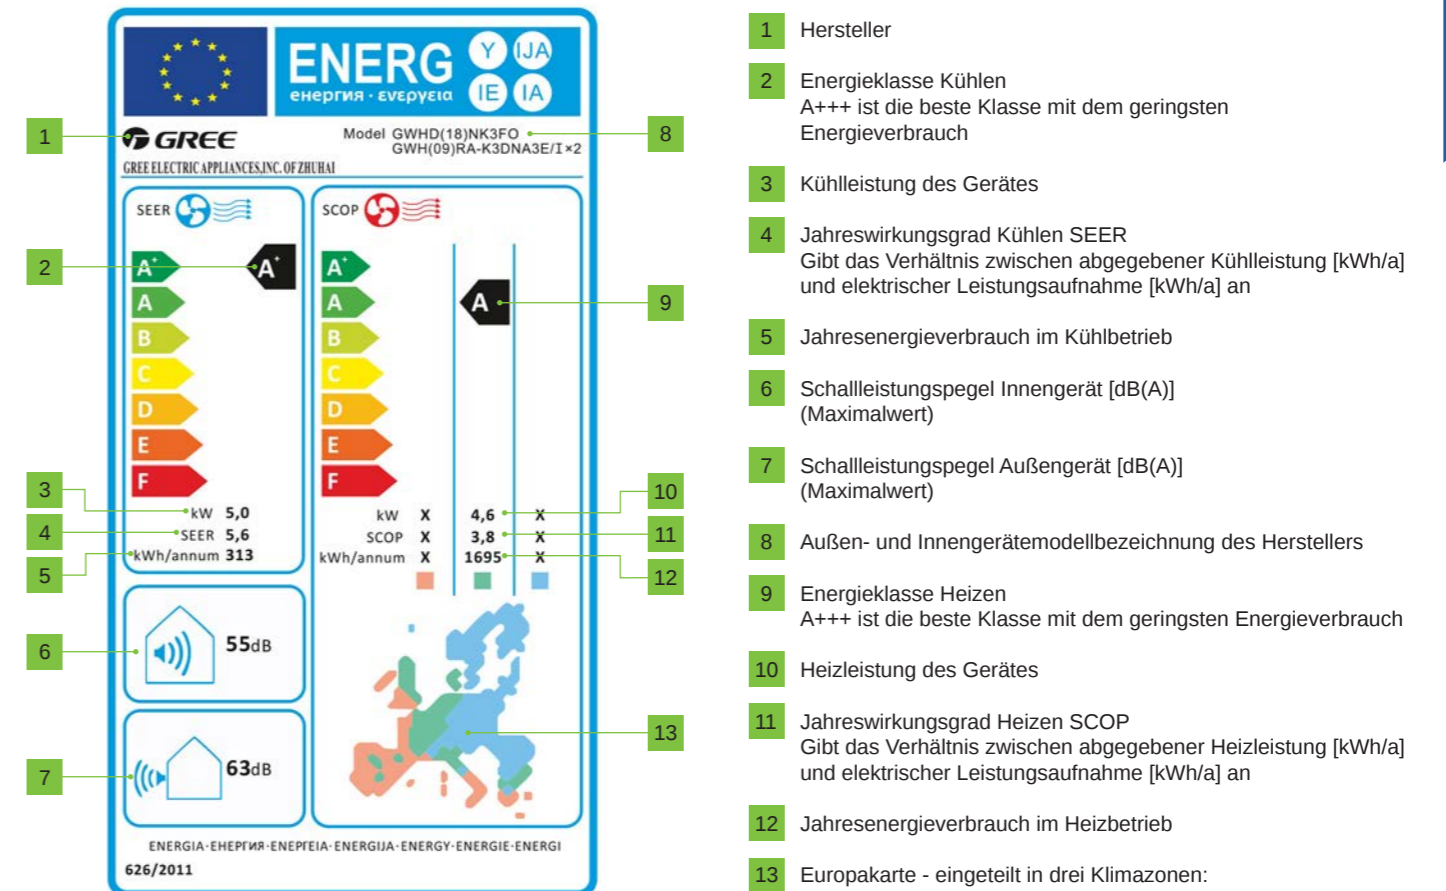 ENERG
енергия · ενεργεια
Y IJA
IE IA
1
GREE
Model GWHD(18)NK3FO
GWH(09)RA-K3DNA3E/I×2
8
GREE ELECTRIC APPLIANCES,INC. OF ZHUHAI
SEER
SCOP
2
A+
A
B
C
D
E
F
A+
A+
A
B
C
D
E
F
A
9
3
kW 5,0
4
SEER 5,6
5
kWh/annum 313
kW X 4,6 X
10
SCOP X 3,8 X
11
kWh/annum X 1695 X
12
6
55dB
7
63dB
13
ENERGIA·ЕНЕРГИЯ·ΕΝΕΡΓΕΙΑ·ENERGIJA·ENERGY·ENERGIE·ENERGI
626/2011
1 Hersteller
2 Energieklasse Kühlen
A+++ ist die beste Klasse mit dem geringsten
Energieverbrauch
3 Kühlleistung des Gerätes
4 Jahreswirkungsgrad Kühlen SEER
Gibt das Verhältnis zwischen abgegebener Kühlleistung [kWh/a]
und elektrischer Leistungsaufnahme [kWh/a] an
5 Jahresenergieverbrauch im Kühlbetrieb
6 Schallleistungspegel Innengerät [dB(A)]
(Maximalwert)
7 Schallleistungspegel Außengerät [dB(A)]
(Maximalwert)
8 Außen- und Innengerätemodellbezeichnung des Herstellers
9 Energieklasse Heizen
A+++ ist die beste Klasse mit dem geringsten Energieverbrauch
10 Heizleistung des Gerätes
11 Jahreswirkungsgrad Heizen SCOP
Gibt das Verhältnis zwischen abgegebener Heizleistung [kWh/a]
und elektrischer Leistungsaufnahme [kWh/a] an
12 Jahresenergieverbrauch im Heizbetrieb
13 Europakarte - eingeteilt in drei Klimazonen: